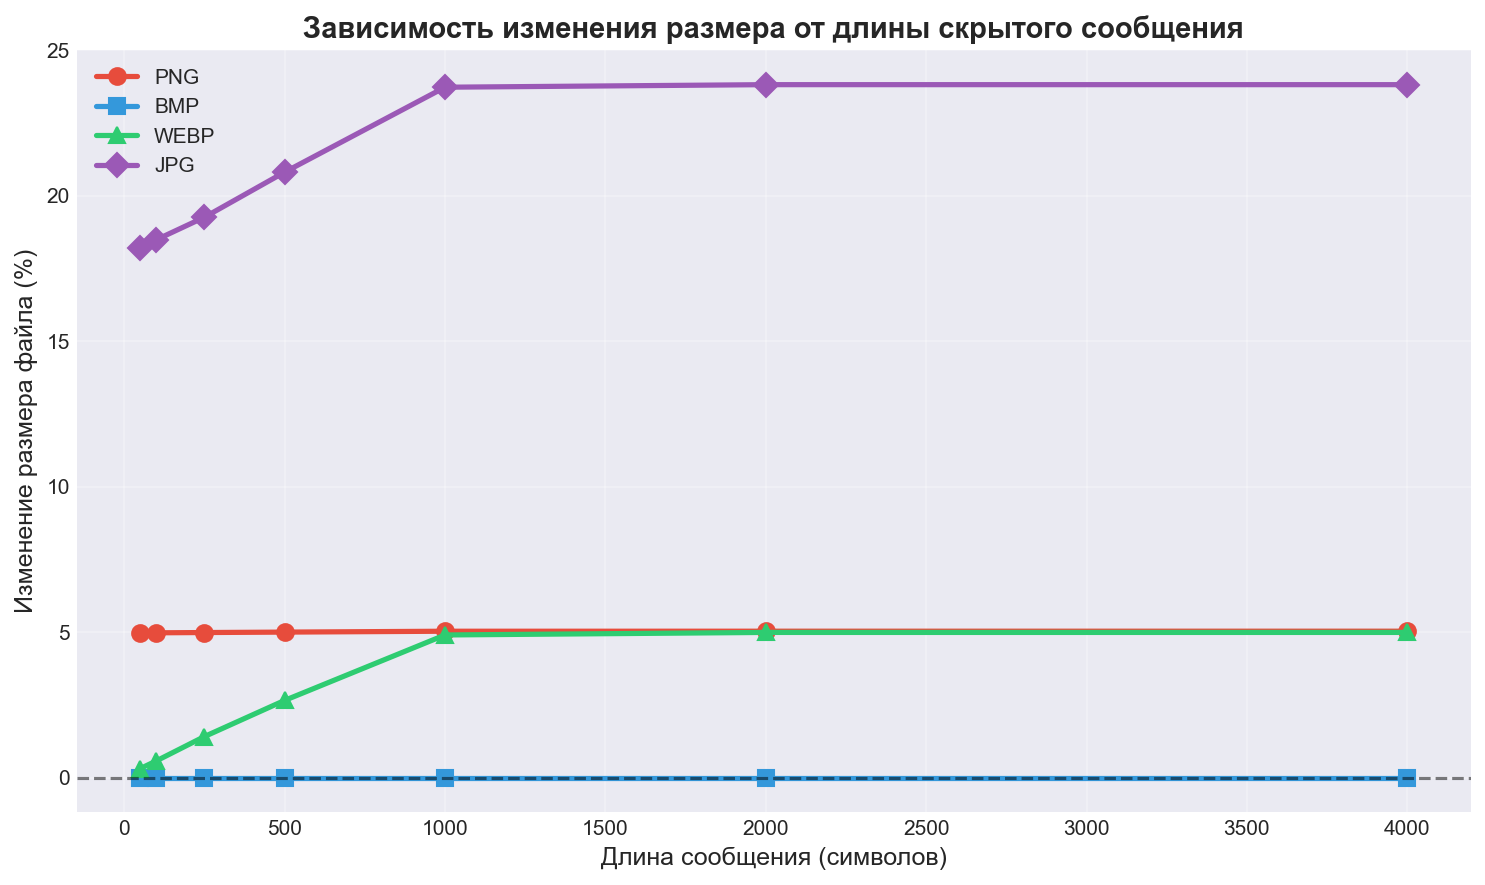 Зависимость изменения размера от длины скрытого сообщения
PNG
BMP
WEBP
JPG
Изменение размера файла (%)
25
20
15
10
5
0
0 500 1000 1500 2000 2500 3000 3500 4000
Длина сообщения (символов)